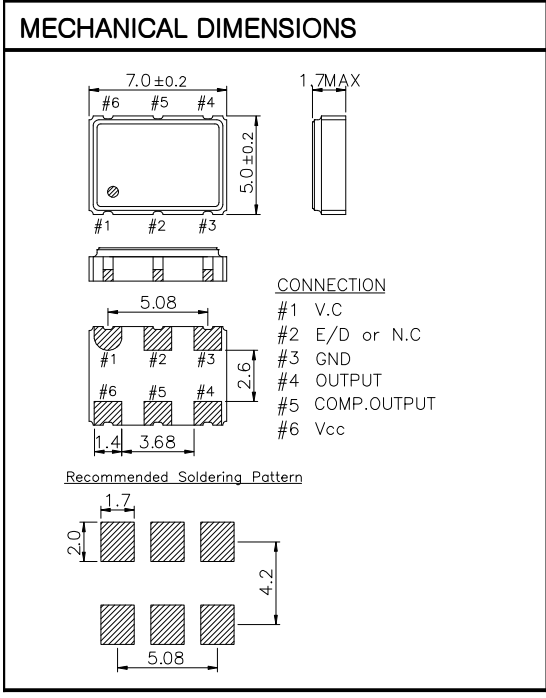 MECHANICAL DIMENSIONS
7.0±0.2
1.7MAX
#6 #5 #4
5.0±0.2
#1 #2 #3
5.08
#1 #2 #3
2.6
#6 #5 #4
1.4 3.68
CONNECTION
#1 V.C
#2 E/D or N.C
#3 GND
#4 OUTPUT
#5 COMP.OUTPUT
#6 Vcc
Recommended Soldering Pattern
1.7
2.0
4.2
5.08